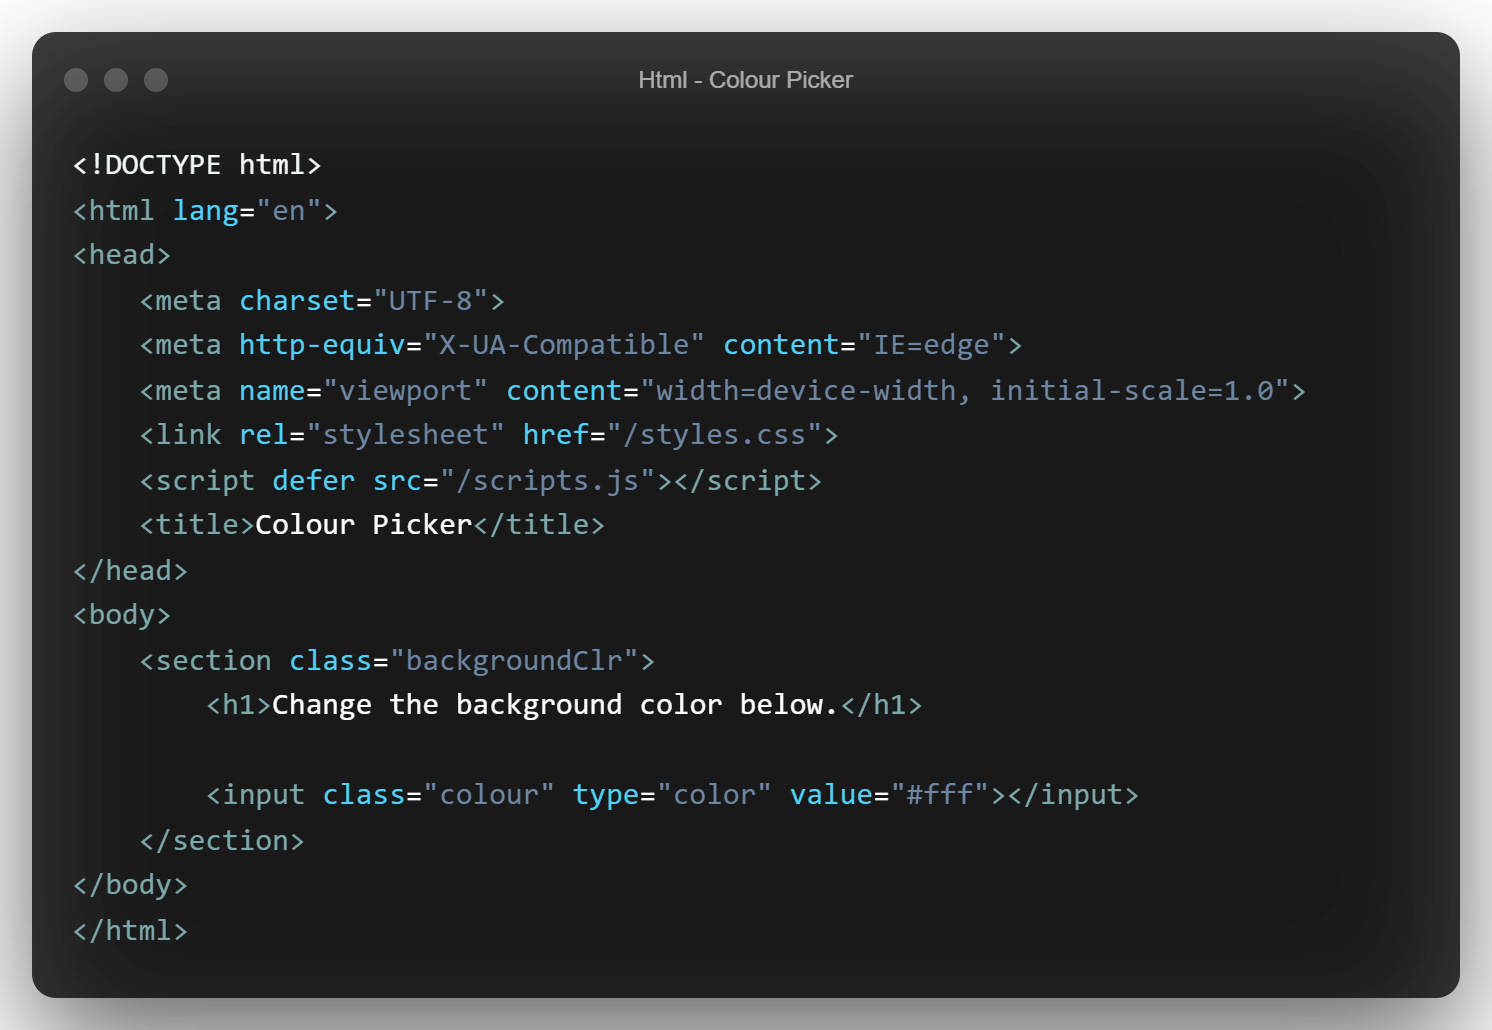 Html - Colour Picker
<!DOCTYPE html>
<html lang="en">
<head>
    <meta charset="UTF-8">
    <meta http-equiv="X-UA-Compatible" content="IE=edge">
    <meta name="viewport" content="width=device-width, initial-scale=1.0">
    <link rel="stylesheet" href="/styles.css">
    <script defer src="/scripts.js"></script>
    <title>Colour Picker</title>
</head>
<body>
    <section class="backgroundClr">
        <h1>Change the background color below.</h1>

        <input class="colour" type="color" value="#fff"></input>
    </section>
</body>
</html>